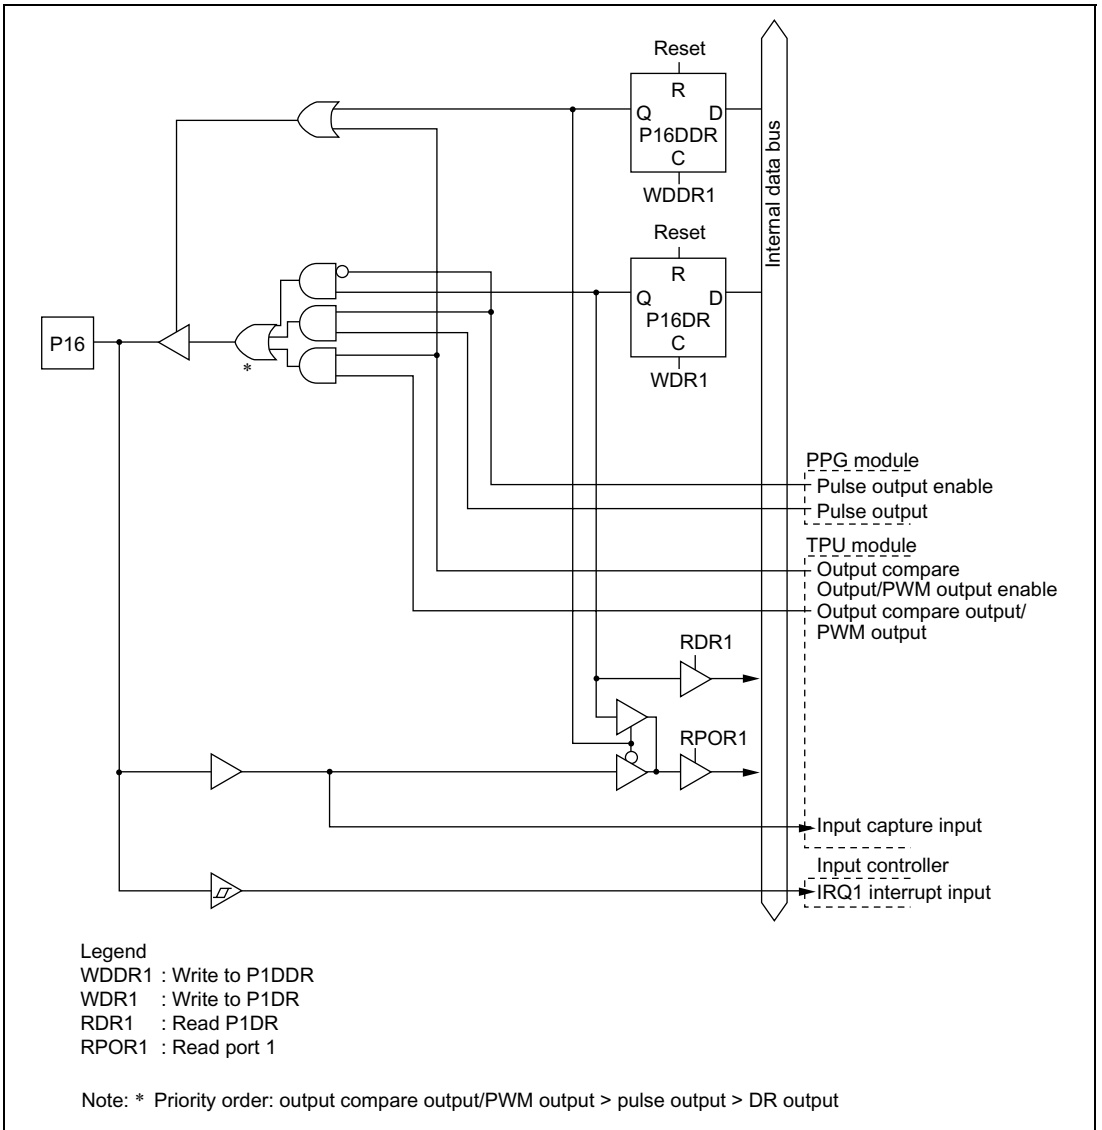 Reset
R
Q D
P16DDR
C
WDDR1
Internal data bus
Reset
R
Q D
P16DR
C
WDR1
P16
*
PPG module
Pulse output enable
Pulse output
TPU module
Output compare
Output/PWM output enable
Output compare output/
PWM output
RDR1
RPOR1
Input capture input
Input controller
IRQ1 interrupt input
Legend
WDDR1 : Write to P1DDR
WDR1 : Write to P1DR
RDR1 : Read P1DR
RPOR1 : Read port 1
Note: * Priority order: output compare output/PWM output > pulse output > DR output